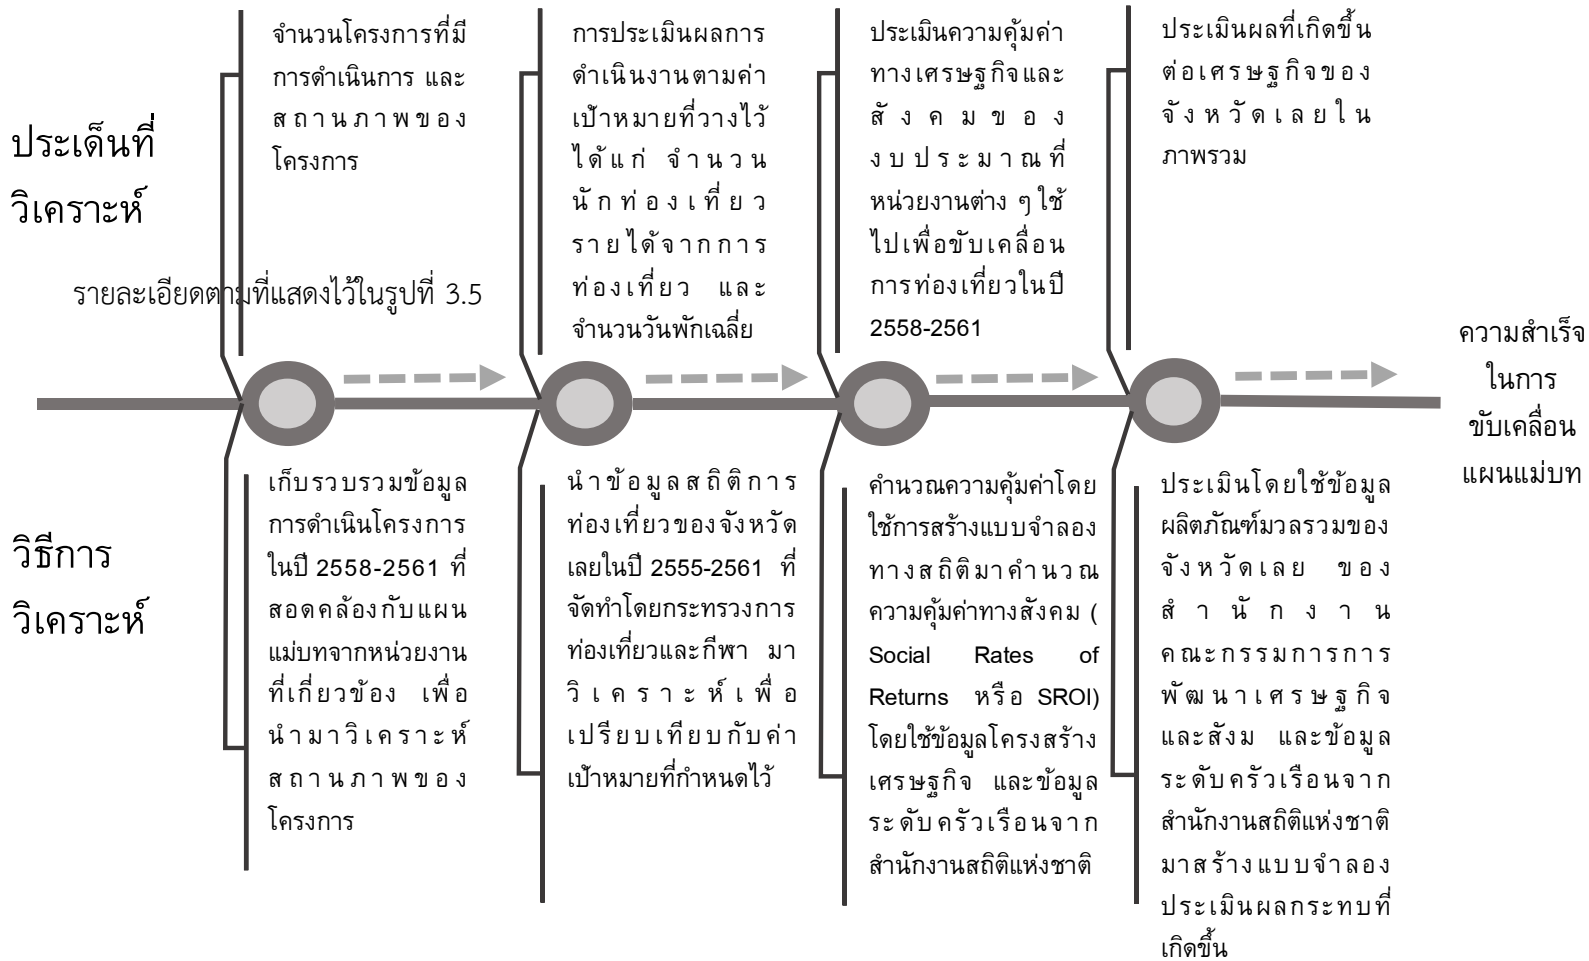 ประเด็นที่
วิเคราะห์
จำนวนโครงการที่มี
การดำเนินการ และ
สถานภาพของ
โครงการ
การประเมินผลการ
ดำเนินงานตามค่า
เป้าหมายที่วางไว้
ได้แก่ จำนวน
นักท่องเที่ยว
รายได้จากการ
ท่องเที่ยว และ
จำนวนวันพักเฉลี่ย
ประเมินความคุ้มค่า
ทางเศรษฐกิจและ
สังคมของ
งบประมาณที่
หน่วยงานต่าง ๆ ใช้
ไปเพื่อขับเคลื่อน
การท่องเที่ยวในปี
2558-2561
ประเมินผลที่เกิดขึ้น
ต่อเศรษฐกิจของ
จังหวัดเลยใน
ภาพรวม
รายละเอียดตามที่แสดงไว้ในรูปที่ 3.5
ความสำเร็จ
ในการ
ขับเคลื่อน
แผนแม่บท
วิธีการ
วิเคราะห์
เก็บรวบรวมข้อมูล
การดำเนินโครงการ
ในปี 2558-2561 ที่
สอดคล้องกับแผน
แม่บทจากหน่วยงาน
ที่เกี่ยวข้อง เพื่อ
นำมาวิเคราะห์
สถานภาพของ
โครงการ
นำข้อมูลสถิติการ
ท่องเที่ยวของจังหวัด
เลยในปี 2555-2561 ที่
จัดทำโดยกระทรวงการ
ท่องเที่ยวและกีฬา มา
วิเคราะห์เพื่อ
เปรียบเทียบกับค่า
เป้าหมายที่กำหนดไว้
คำนวณความคุ้มค่าโดย
ใช้การสร้างแบบจำลอง
ทางสถิติมาคำนวณ
ความคุ้มค่าทางสังคม (
Social Rates of
Returns หรือ SROI)
โดยใช้ข้อมูลโครงสร้าง
เศรษฐกิจ และข้อมูล
ระดับครัวเรือนจาก
สำนักงานสถิติแห่งชาติ
ประเมินโดยใช้ข้อมูล
ผลิตภัณฑ์มวลรวมของ
จังหวัดเลย ของ
สำนักงาน
คณะกรรมการการ
พัฒนาเศรษฐกิจ
และสังม และข้อมูล
ระดับครัวเรือนจาก
สำนักงานสถิติแห่งชาติ
มาสร้างแบบจำลอง
ประเมินผลกระทบที่
เกิดขึ้น